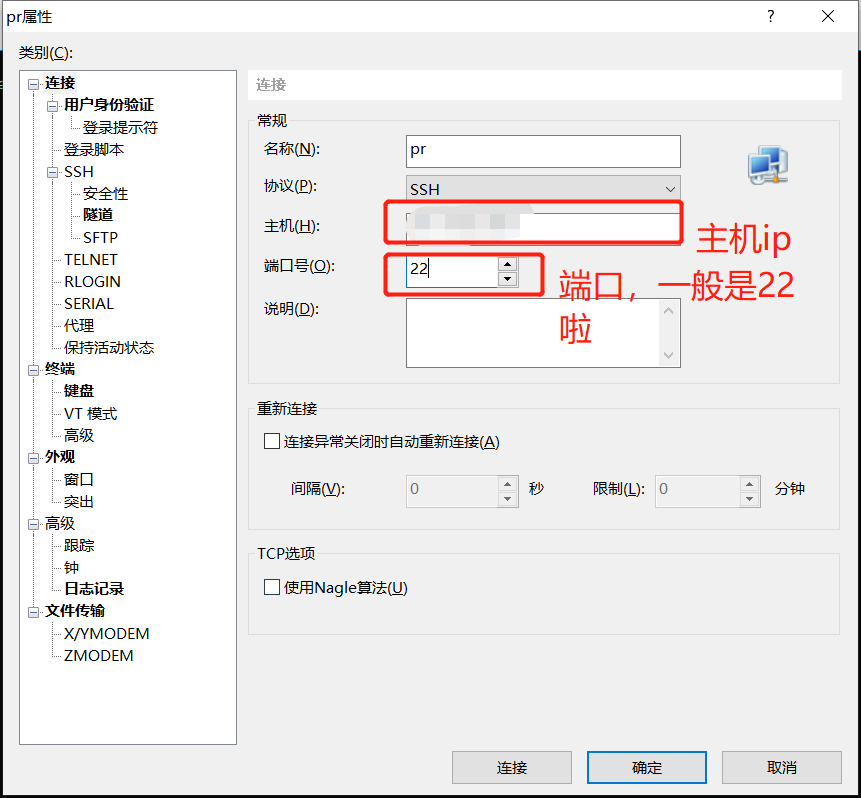 pr属性
类别(C):
连接
用户身份验证
登录提示符
登录脚本
SSH
安全性
隧道
SFTP
TELNET
RLOGIN
SERIAL
代理
保持活动状态
终端
键盘
VT 模式
高级
外观
窗口
突出
高级
跟踪
钟
日志记录
文件传输
X/YMODEM
ZMODEM
连接
常规
名称(N): pr
协议(P): SSH
主机(H):
主机ip
端口号(O): 22
端口，一般是22
啦
说明(D):
重新连接
连接异常关闭时自动重新连接(A)
间隔(V): 0 秒 限制(L): 0 分钟
TCP选项
使用Nagle算法(U)
连接 确定 取消